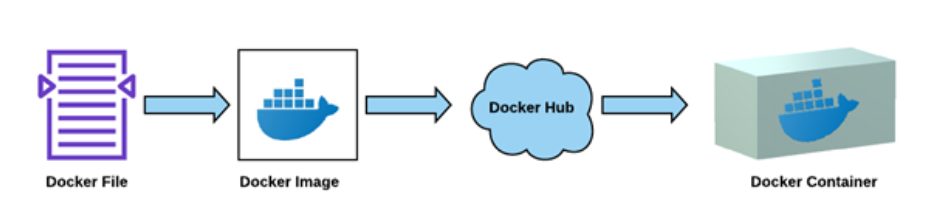 Docker Hub
Docker File
Docker Image
Docker Container